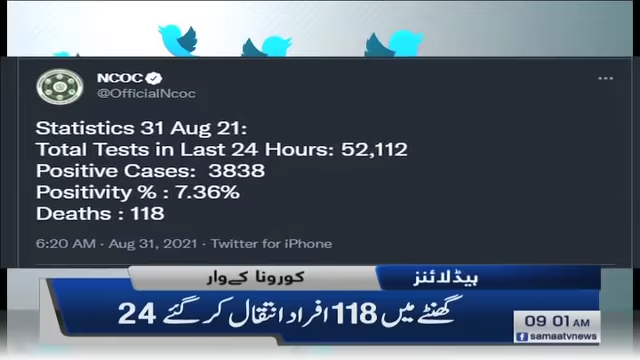 NCOC
@OfficialNcoc
Statistics 31 Aug 21:
Total Tests in Last 24 Hours: 52,112
Positive Cases: 3838
Positivity % : 7.36%
Deaths : 118
6:20 AM · Aug 31, 2021 · Twitter for iPhone
ہیڈلائنز
کورونا کےوار
24 گھنٹے میں 118 افراد انتقال کر گئے
09 01 AM
f samaatvnews